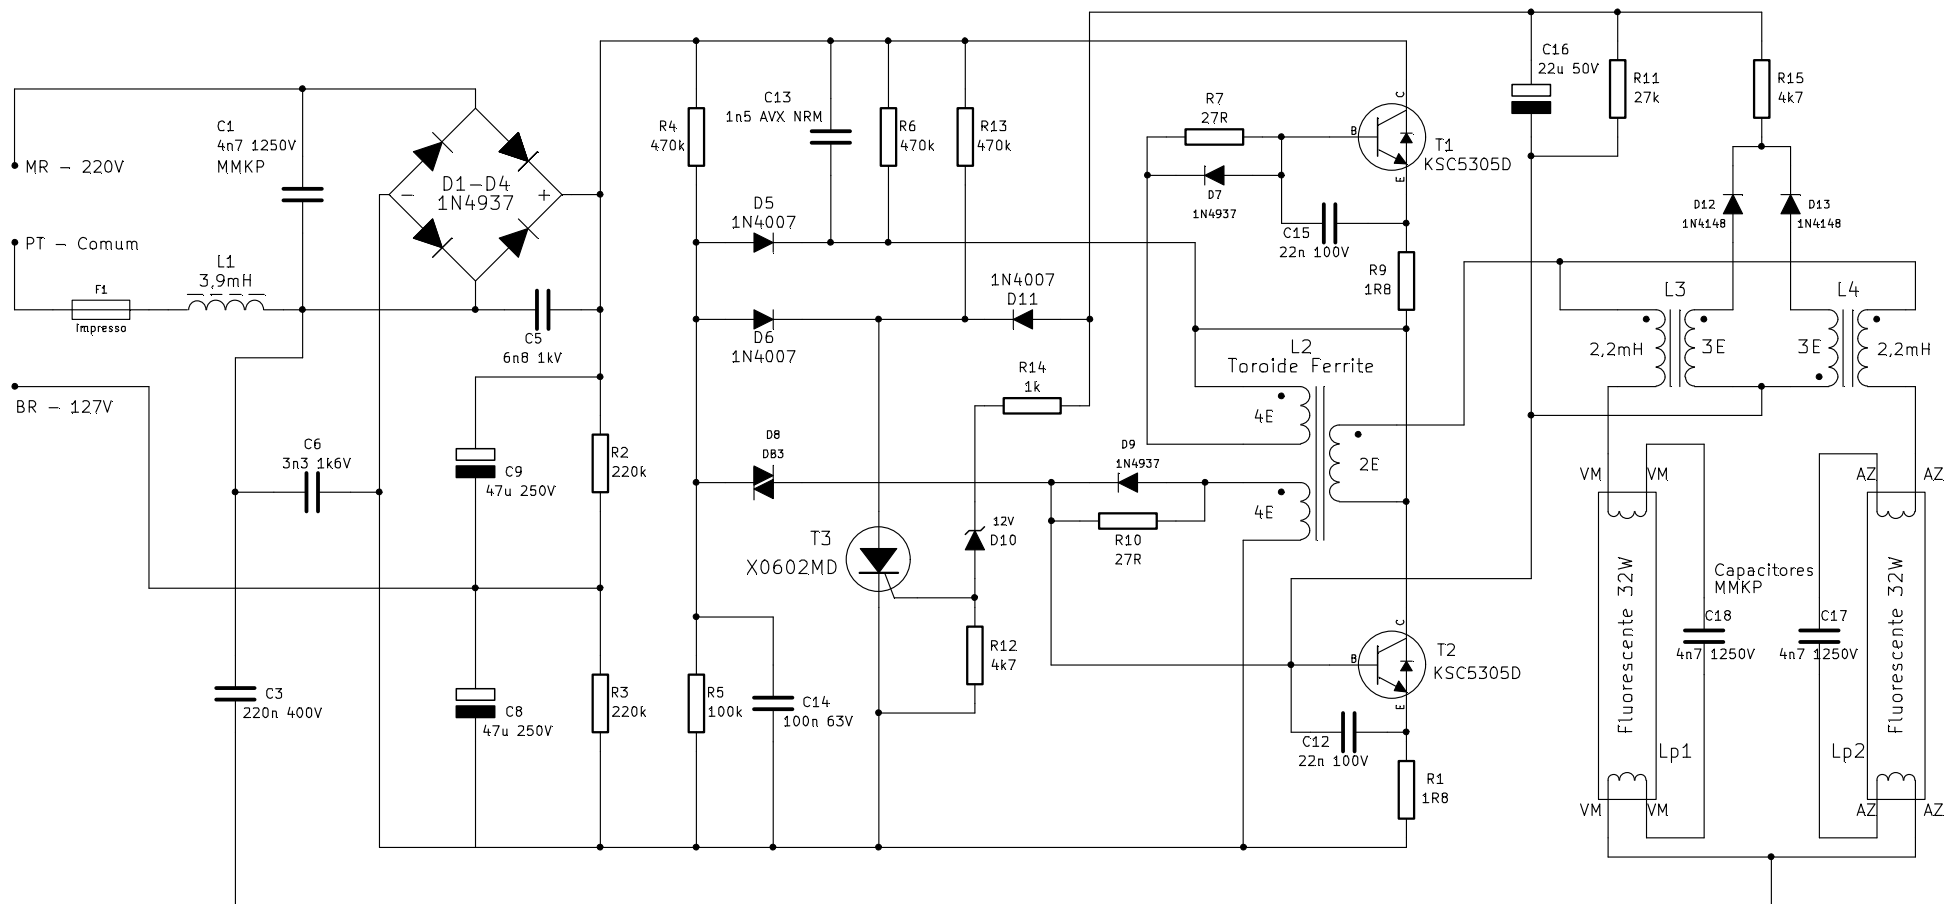 MR - 220V
PT - Comum
BR - 127V
C1
4n7 1250V
MMKP
L1
3,9mH
F1
Impresso
D1-D4
1N4937
-
+
C5
6n8 1kV
C6
3n3 1k6V
C9
47u 250V
C8
47u 250V
C3
220n 400V
R2
220k
R3
220k
R4
470k
C13
1n5 AVX NRM
R6
470k
R13
470k
D5
1N4007
D6
1N4007
1N4007
D11
R14
1k
D8
DB3
T3
X0602MD
12V
D10
R12
4k7
R5
100k
C14
100n 63V
R7
27R
D7
1N4937
C15
22n 100V
C
B
E
T1
KSC5305D
R9
1R8
L2
Toroide Ferrite
4E
2E
4E
D9
1N4937
R10
27R
C
B
E
T2
KSC5305D
C12
22n 100V
R1
1R8
C16
22u 50V
R11
27k
R15
4k7
D12
1N4148
D13
1N4148
L3
2,2mH
3E
L4
3E
2,2mH
VM
VM
AZ
AZ
Fluorescente 32W
Capacitores
MMKP
C18
4n7 1250V
C17
4n7 1250V
Fluorescente 32W
Lp1
Lp2
VM
VM
AZ
AZ